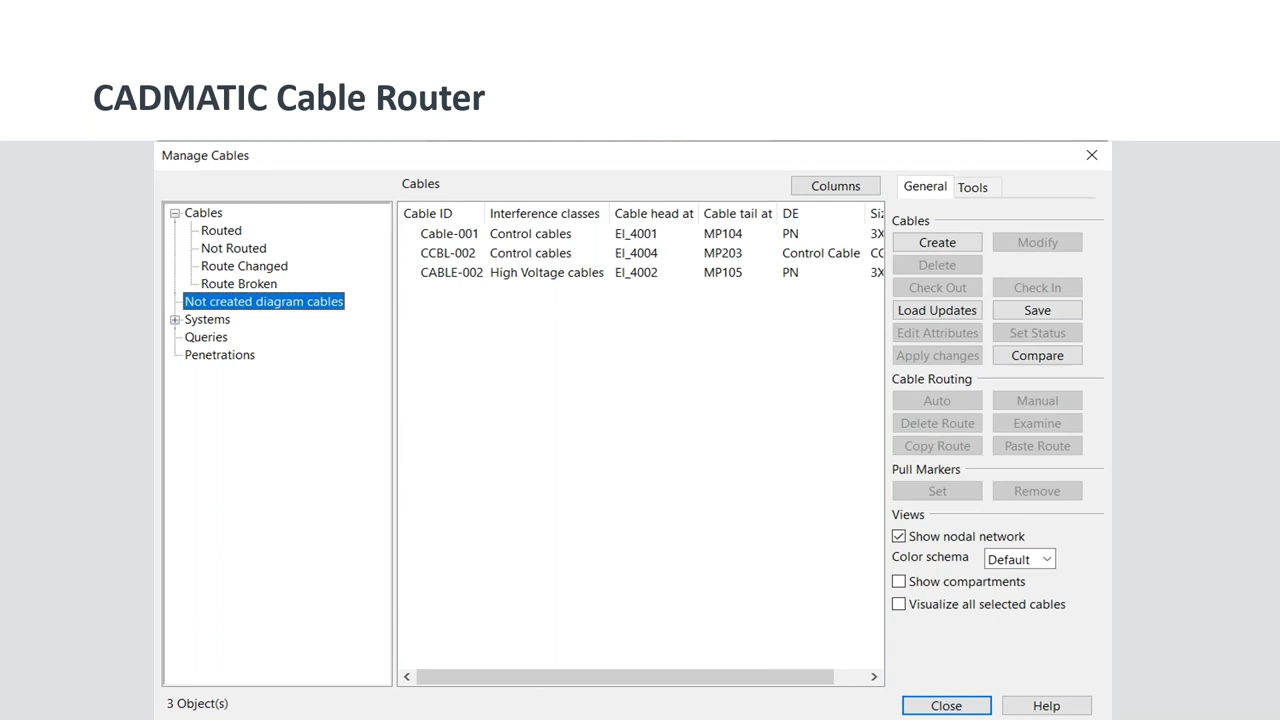 CADMATIC Cable Router
Manage Cables
Cables
Columns
General
Tools
Cables
Routed
Not Routed
Route Changed
Route Broken
Not created diagram cables
Systems
Queries
Penetrations
Cable ID Interference classes Cable head at Cable tail at DE Siz
Cable-001 Control cables EI_4001 MP104 PN 3X
CCBL-002 Control cables EI_4004 MP203 Control Cable CC
CABLE-002 High Voltage cables EI_4002 MP105 PN 3X
Cables
Create Modify
Delete
Check Out Check In
Load Updates Save
Edit Attributes Set Status
Apply changes Compare
Cable Routing
Auto Manual
Delete Route Examine
Copy Route Paste Route
Pull Markers
Set Remove
Views
Show nodal network
Color schema Default
Show compartments
Visualize all selected cables
3 Object(s)
Close Help